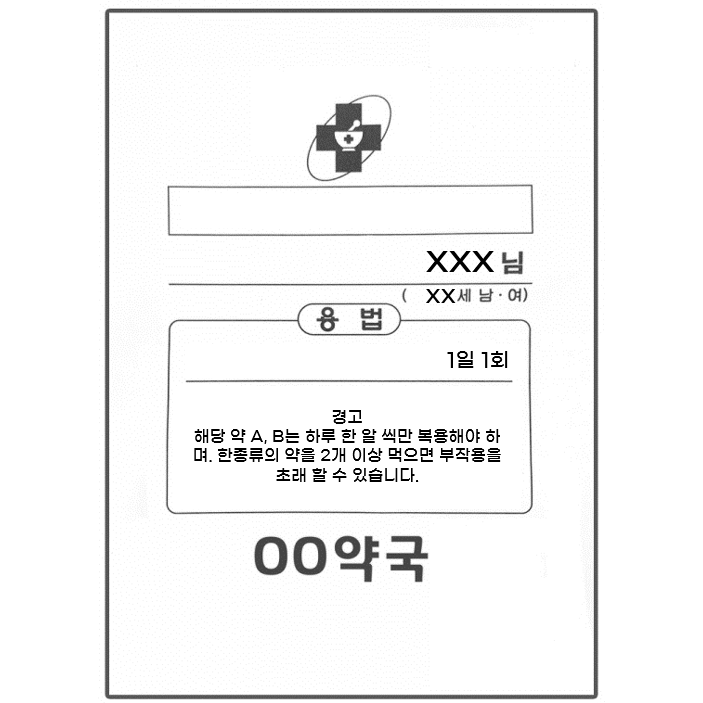 XXX 님
( XX세 남 · 여)
용 법
1일 1회
경고
해당 약 A, B는 하루 한 알 씩만 복용해야 하
며. 한종류의 약을 2개 이상 먹으면 부작용을
초래 할 수 있습니다.
OO약국